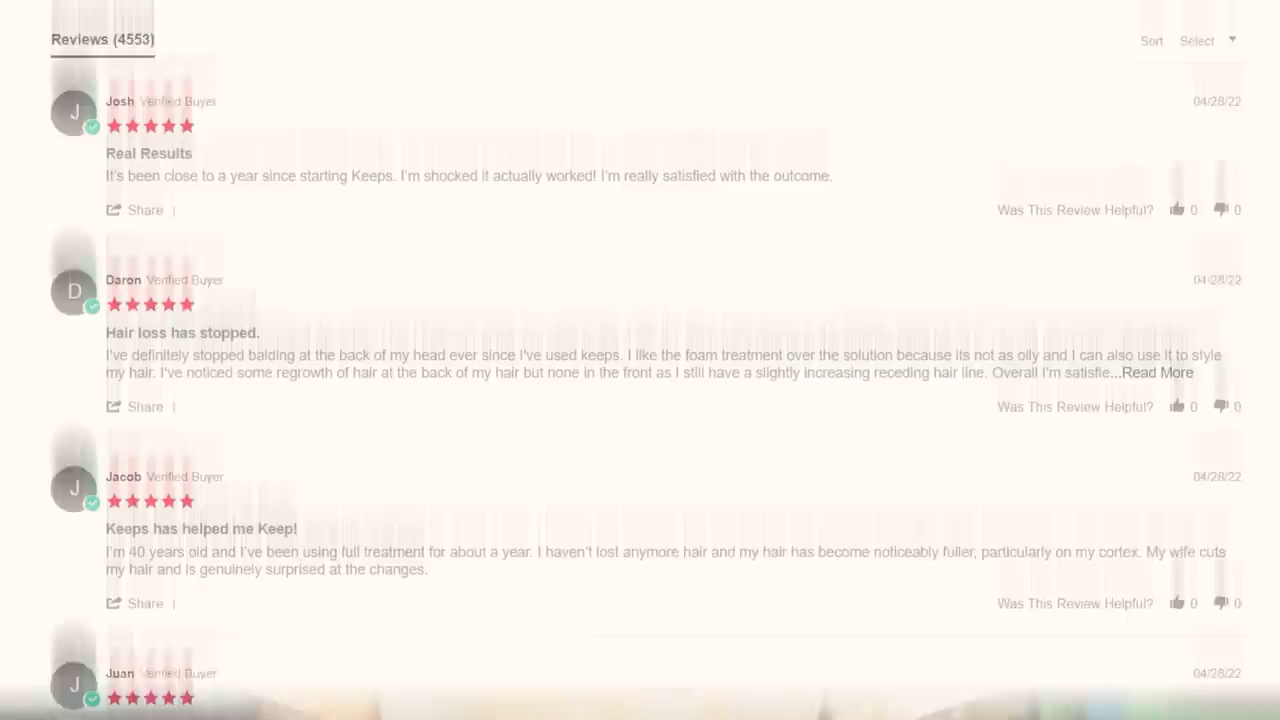 Reviews (4553)
Sort Select
J
Josh Verified Buyer 04/28/22
Real Results
It's been close to a year since starting Keeps. I'm shocked it actually worked! I'm really satisfied with the outcome.
Share | Was This Review Helpful? 0 0
D
Daron Verified Buyer 04/28/22
Hair loss has stopped.
I've definitely stopped balding at the back of my head ever since I've used keeps. I like the foam treatment over the solution because its not as oily and I can also use it to style
my hair. I've noticed some regrowth of hair at the back of my hair but none in the front as I still have a slightly increasing receding hair line. Overall I'm satisfie...Read More
Share | Was This Review Helpful? 0 0
J
Jacob Verified Buyer 04/28/22
Keeps has helped me Keep!
I'm 40 years old and I've been using full treatment for about a year. I haven't lost anymore hair and my hair has become noticeably fuller, particularly on my cortex. My wife cuts
my hair and is genuinely surprised at the changes.
Share | Was This Review Helpful? 0 0
J
Juan Verified Buyer 04/28/22